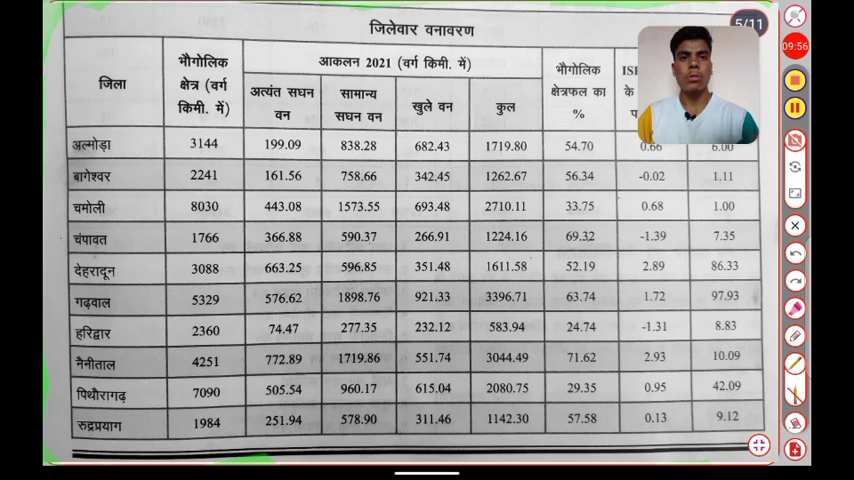 जिलेवार वनावरण
5/11
09:56
जिला भौगोलिक क्षेत्र (वर्ग किमी. में) आकलन 2021 (वर्ग किमी. में) भौगोलिक क्षेत्रफल का %
अत्यंत सघन वन सामान्य सघन वन खुले वन कुल
अल्मोड़ा 3144 199.09 838.28 682.43 1719.80 54.70 0.66 6.00
बागेश्वर 2241 161.56 758.66 342.45 1262.67 56.34 -0.02 1.11
चमोली 8030 443.08 1573.55 693.48 2710.11 33.75 0.68 1.00
चंपावत 1766 366.88 590.37 266.91 1224.16 69.32 -1.39 7.35
देहरादून 3088 663.25 596.85 351.48 1611.58 52.19 2.89 86.33
गढ़वाल 5329 576.62 1898.76 921.33 3396.71 63.74 1.72 97.93
हरिद्वार 2360 74.47 277.35 232.12 583.94 24.74 -1.31 8.83
नैनीताल 4251 772.89 1719.86 551.74 3044.49 71.62 2.93 10.09
पिथौरागढ़ 7090 505.54 960.17 615.04 2080.75 29.35 0.95 42.09
रुद्रप्रयाग 1984 251.94 578.90 311.46 1142.30 57.58 0.13 9.12